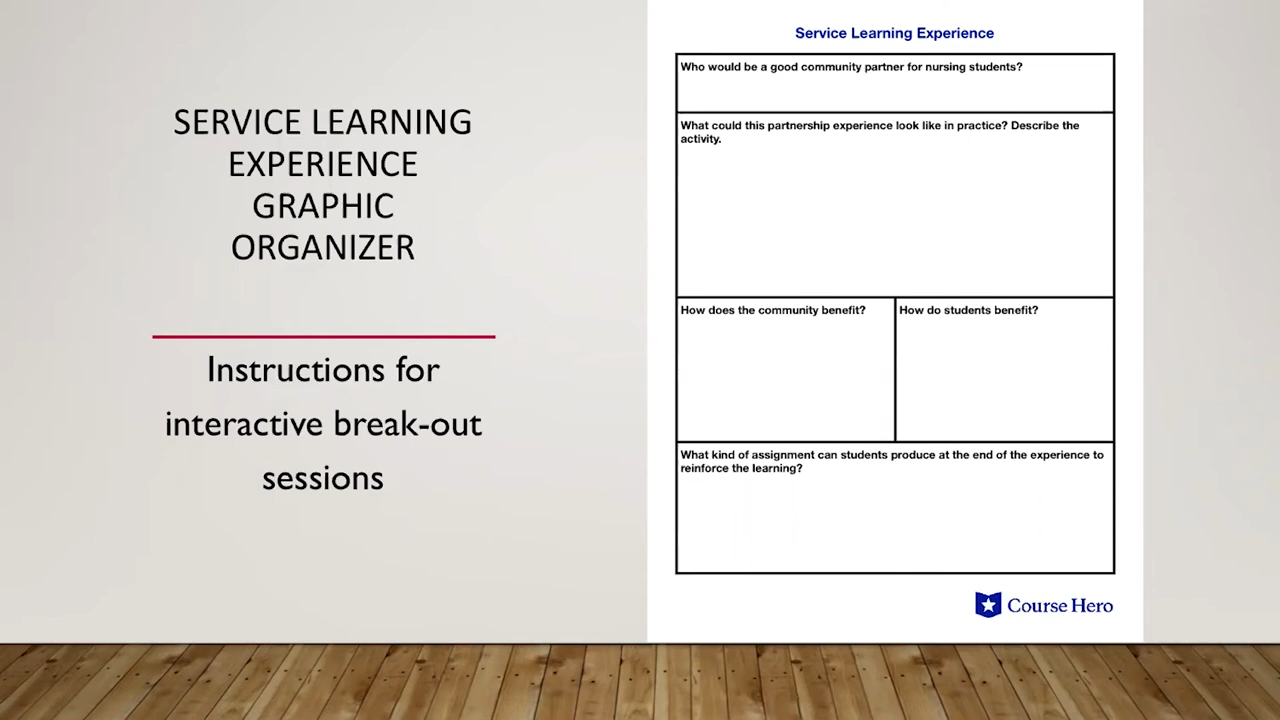 SERVICE LEARNING
EXPERIENCE
GRAPHIC
ORGANIZER
Instructions for
interactive break-out
sessions
Service Learning Experience
Who would be a good community partner for nursing students?
What could this partnership experience look like in practice? Describe the
activity.
How does the community benefit?
How do students benefit?
What kind of assignment can students produce at the end of the experience to
reinforce the learning?
Course Hero